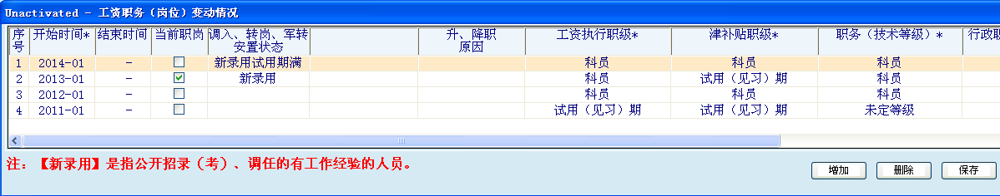 Unactivated - 工资职务（岗位）变动情况
序号 开始时间* 结束时间 当前职岗 调入、转岗、军转安置状态 升、降职原因 工资执行职级* 津补贴职级* 职务（技术等级）* 行政职
1 2014-01 - 新录用试用期满 科员 科员 科员
2 2013-01 - 新录用 科员 试用（见习）期 科员
3 2012-01 - 科员 科员 科员
4 2011-01 - 试用（见习）期 试用（见习）期 未定等级
注：【新录用】是指公开招录（考）、调任的有工作经验的人员。
增加 删除 保存